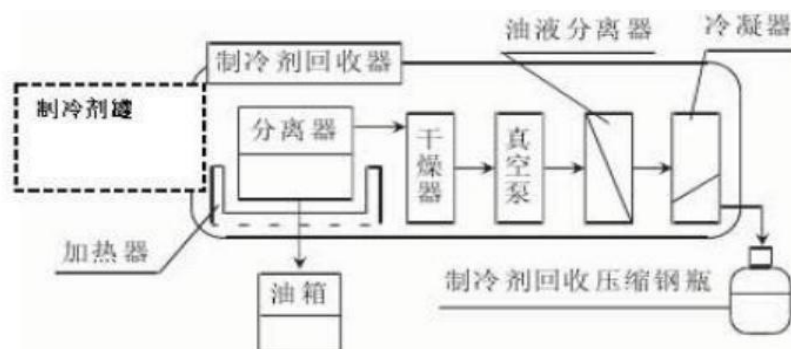 油液分离器
冷凝器
制冷剂回收器
制冷剂罐
分离器
干燥器
真空泵
加热器
油箱
制冷剂回收压缩钢瓶